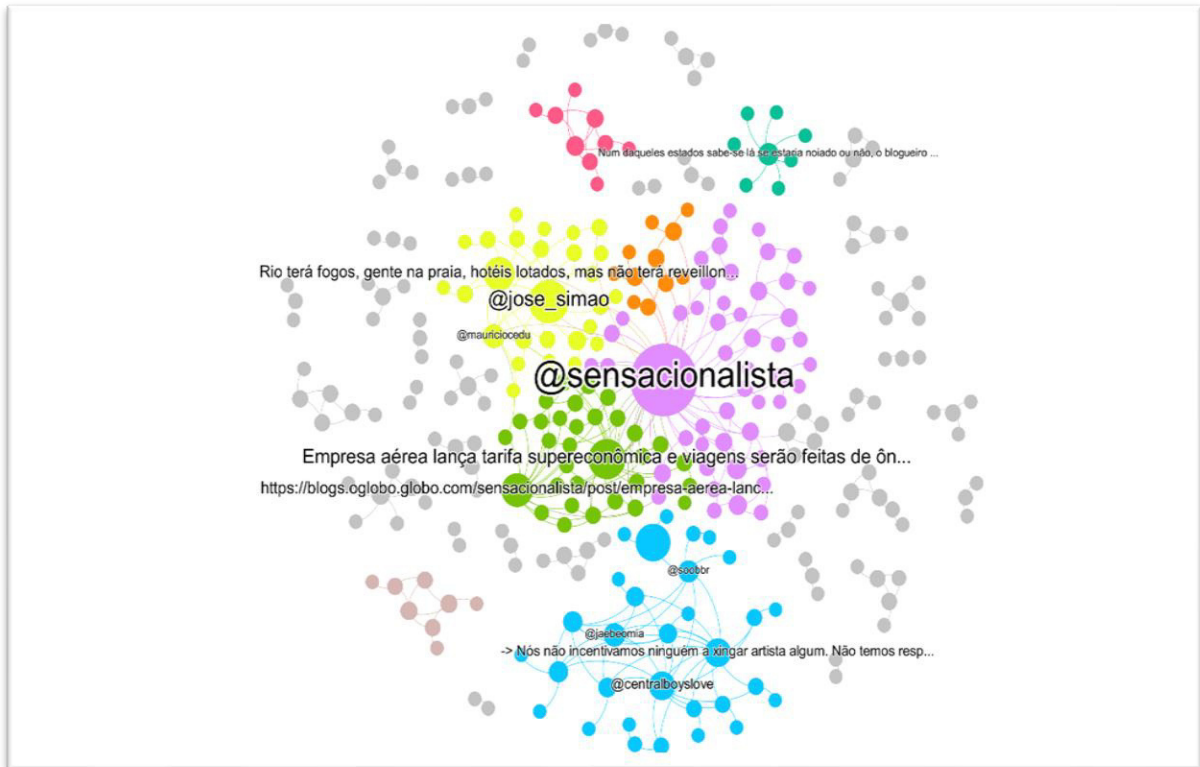 Num daqueles estados sabe-se lá se estaria noiado ou não, o blogueiro ...
Rio terá fogos, gente na praia, hotéis lotados, mas não terá reveillon...
@jose_simao
@mauriciocedu
@sensacionalista
Empresa aérea lança tarifa supereconômica e viagens serão feitas de ôn...
https://blogs.oglobo.globo.com/sensacionalista/post/empresa-aerea-lanc...
@soobbr
@jaebeomia
-> Nós não incentivamos ninguém a xingar artista algum. Não temos resp...
@centralboyslove